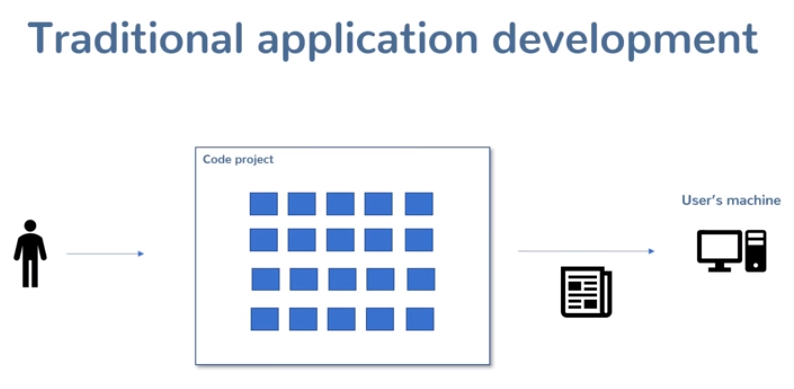 Traditional application development
Code project
User's machine